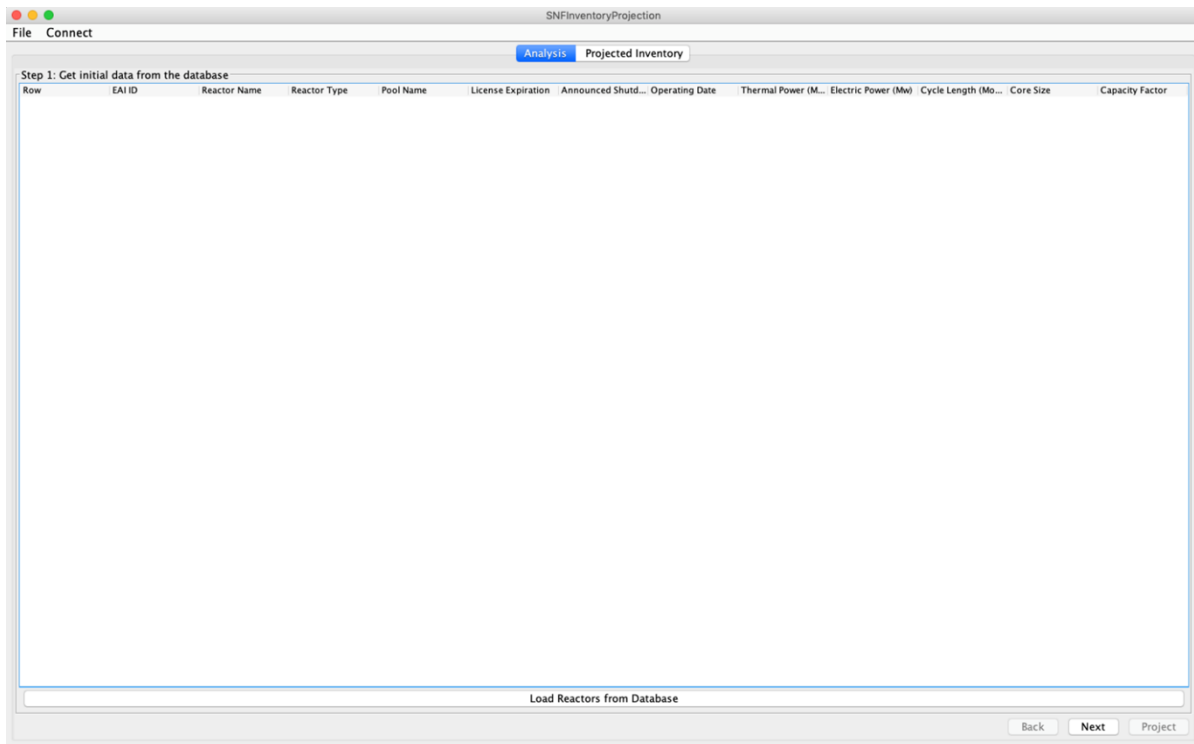 SNFInventoryProjection
File Connect
Analysis Projected Inventory
Step 1: Get initial data from the database
Row EAI ID Reactor Name Reactor Type Pool Name License Expiration Announced Shutd... Operating Date Thermal Power (M... Electric Power (Mw) Cycle Length (Mo... Core Size Capacity Factor
Load Reactors from Database
Back Next Project